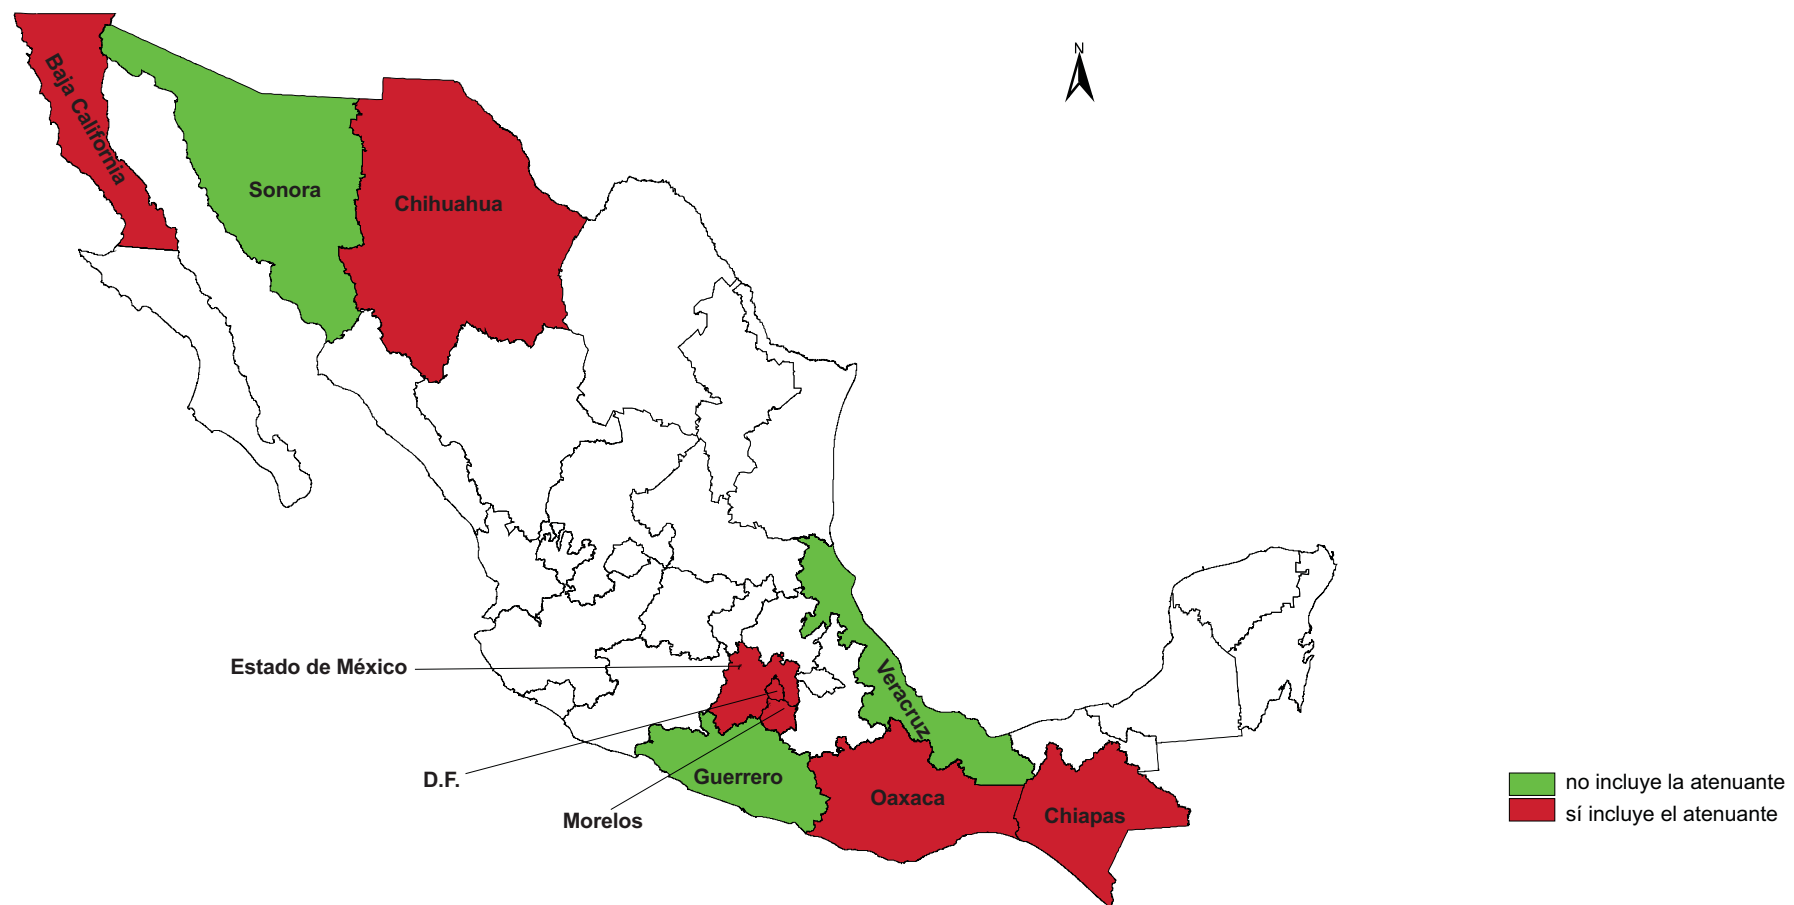 N
Baja California
Sonora
Chihuahua
Estado de México
Veracruz
D.F.
Guerrero
Morelos
Oaxaca
Chiapas
no incluye la atenuante
sí incluye el atenuante